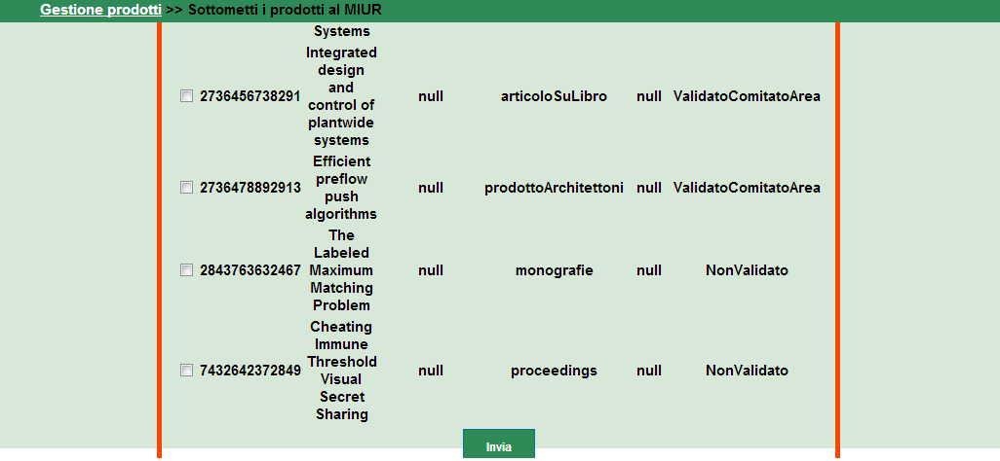 Gestione prodotti >> Sottometti i prodotti al MIUR
Systems
Integrated
design
and
2736456738291 control of null articoloSuLibro null ValidatoComitatoArea
plantwide
systems
Efficient
preflow
2736478892913 push null prodottoArchitettoni null ValidatoComitatoArea
algorithms
The
Labeled
2843763632467 Maximum null monografie null NonValidato
Matching
Problem
Cheating
Immune
7432642372849 Threshold null proceedings null NonValidato
Visual
Secret
Sharing
Invia